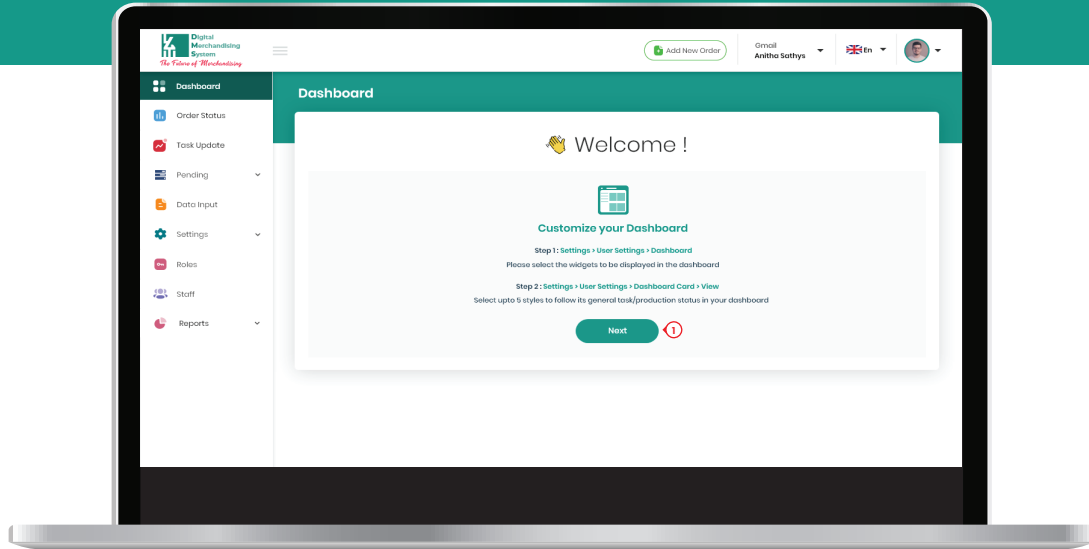 Digital
Merchandising
System
The Future of Merchandising
Add New Order
Gmail
Anitha Sathys
En
Dashboard
Order Status
Task Update
Pending
Data Input
Settings
Roles
Staff
Reports
Dashboard
Welcome !
Customize your Dashboard
Step 1 : Settings > User Settings > Dashboard
Please select the widgets to be displayed in the dashboard
Step 2 : Settings > User Settings > Dashboard Card > View
Select upto 5 styles to follow its general task/production status in your dashboard
Next
1